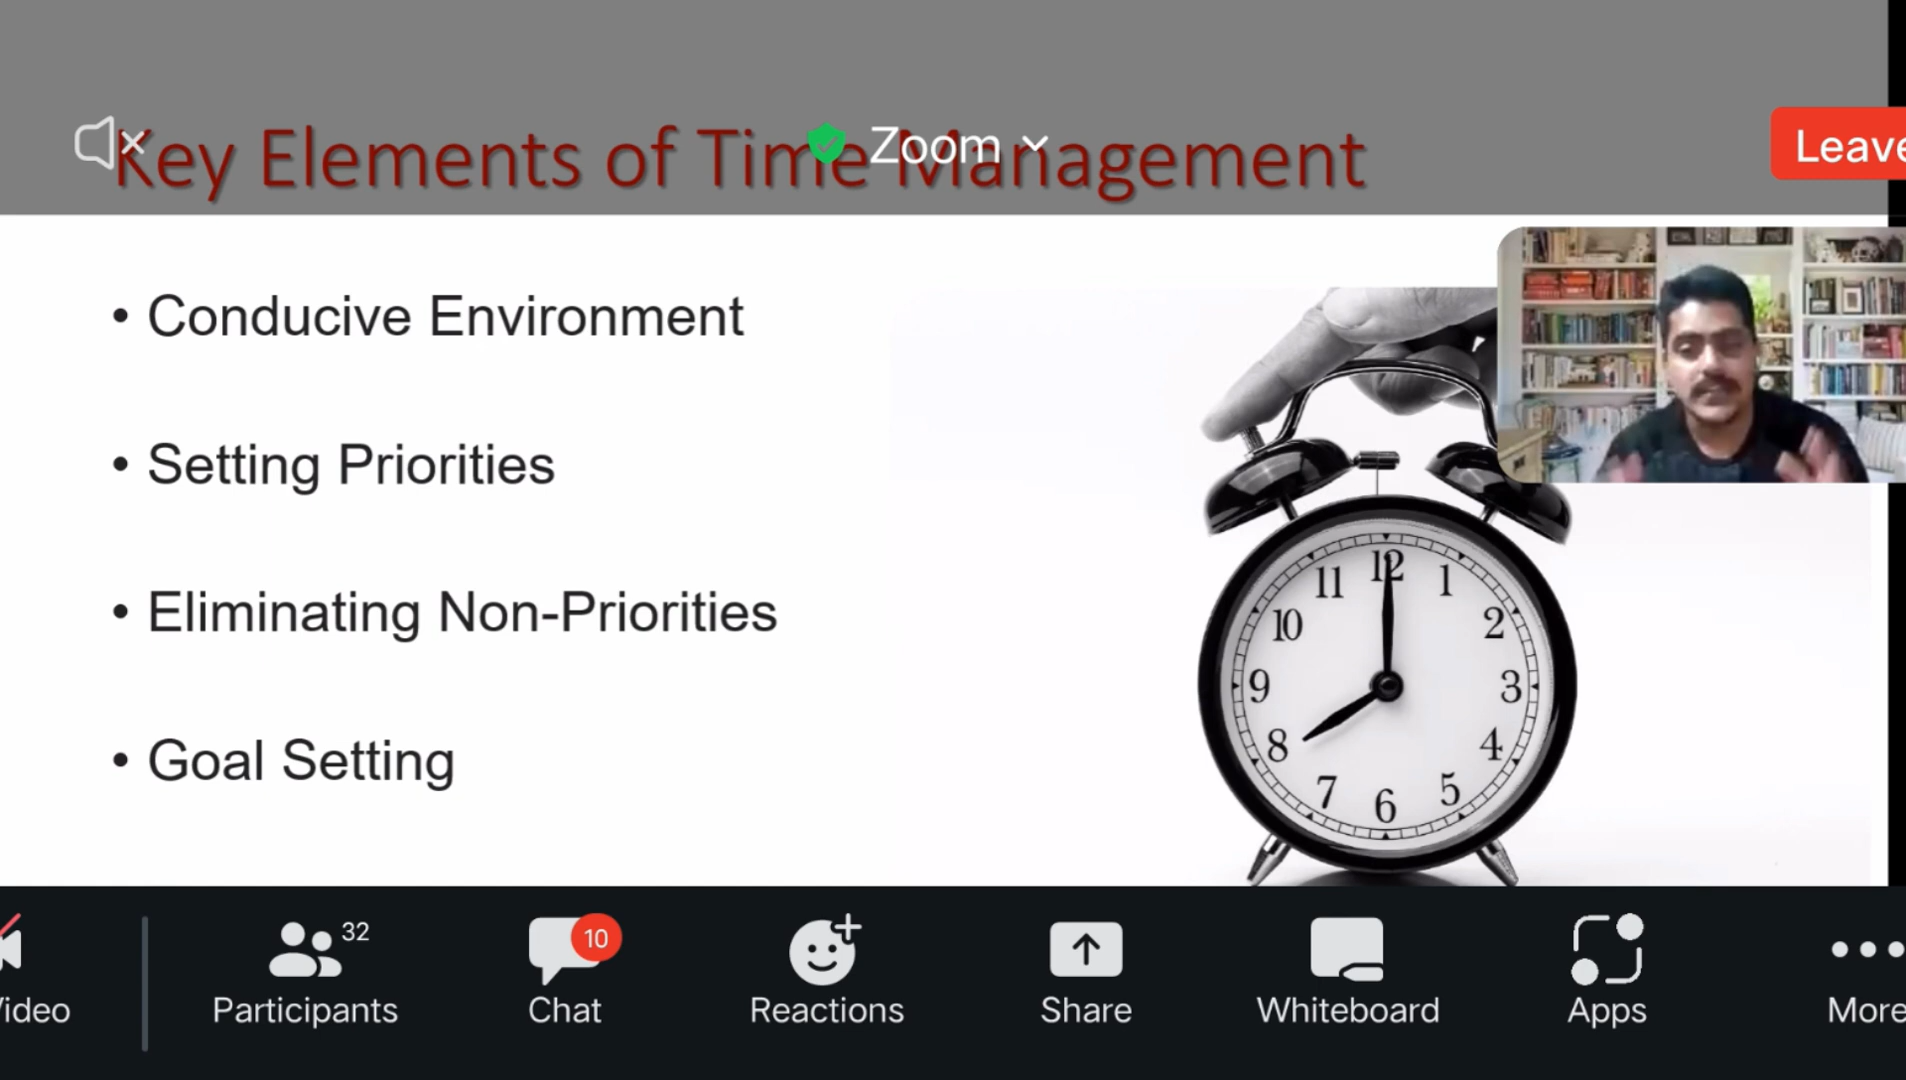 Key Elements of Time Management
Zoom
Leave
• Conducive Environment
• Setting Priorities
• Eliminating Non-Priorities
• Goal Setting
12
11
1
10
2
9
3
8
4
7
5
6
32
10
Video
Participants
Chat
Reactions
Share
Whiteboard
Apps
More